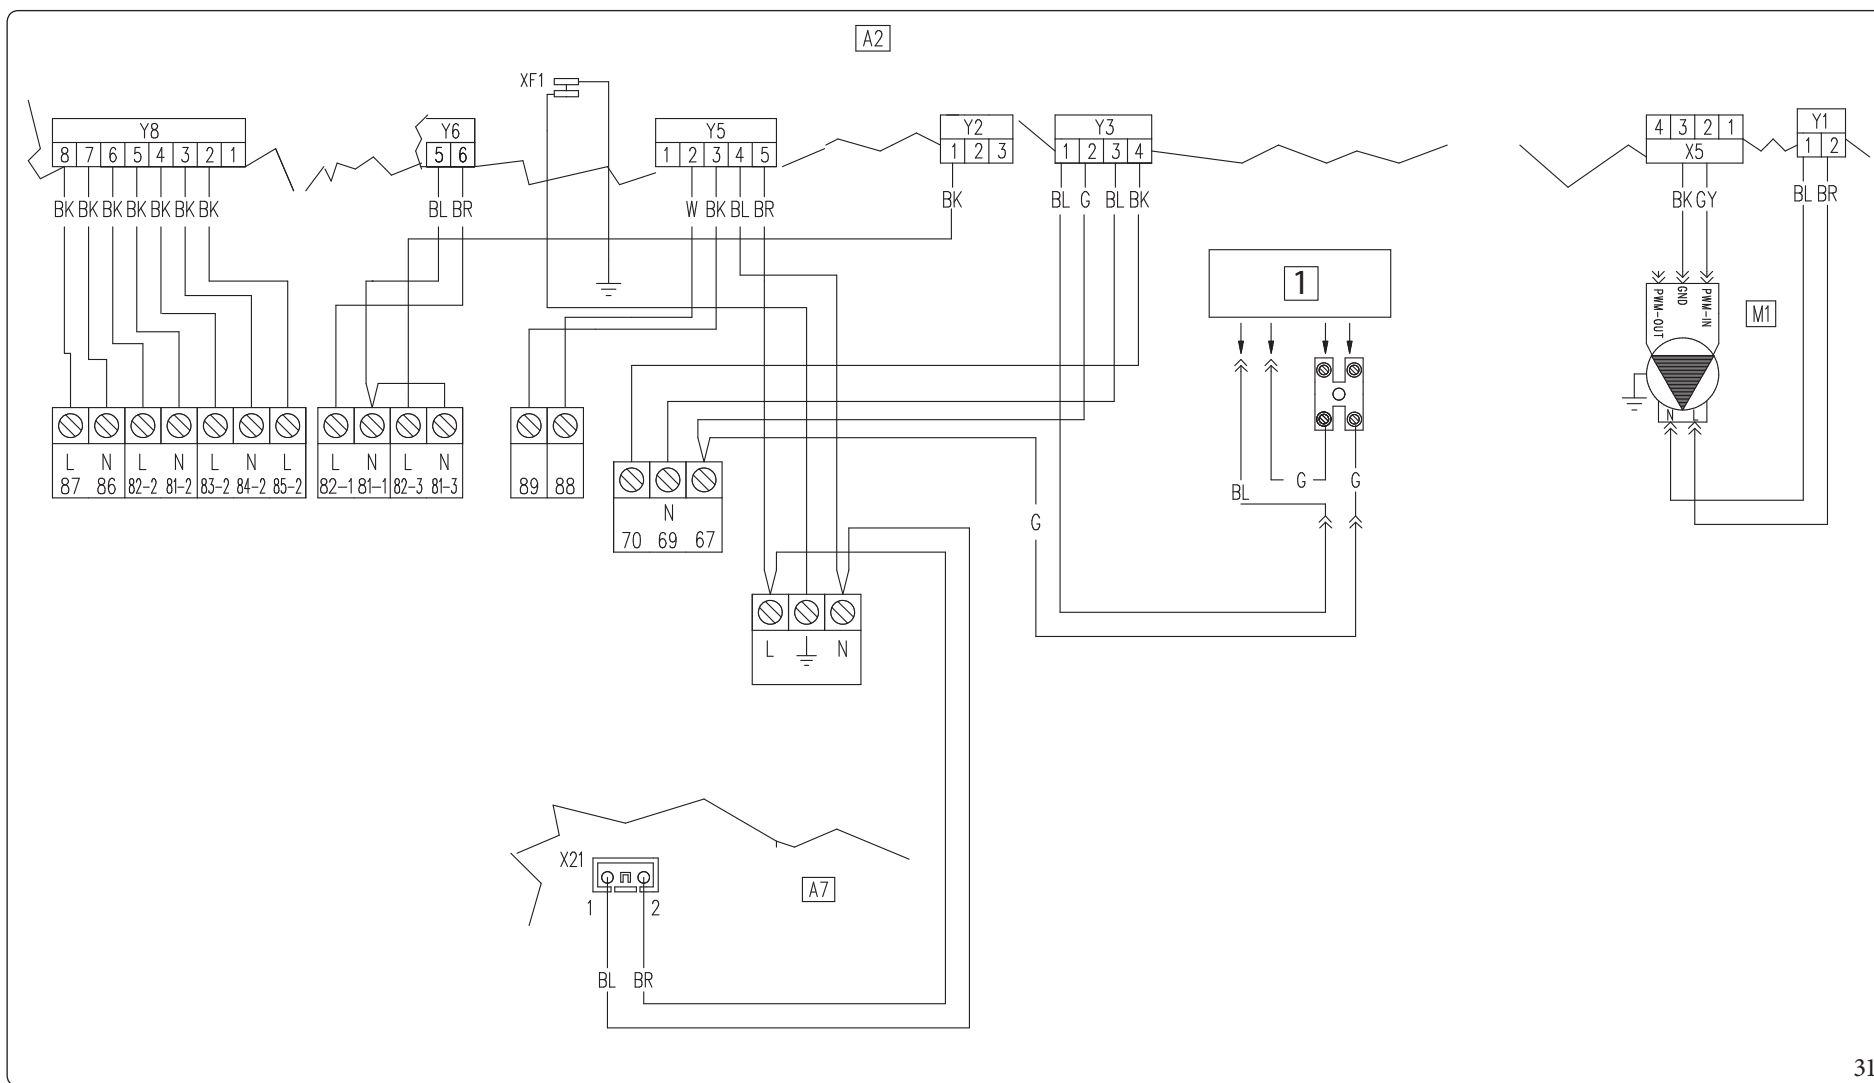 A2
XF1
Y8
8 7 6 5 4 3 2 1
Y6
5 6
Y5
1 2 3 4 5
Y2
1 2 3
Y3
1 2 3 4
4 3 2 1
X5
Y1
1 2
BK BK BK BK BK BK BK
BL BR
W BK BL BR
BK
BL G BL BK
BK GY
BL BR
1
PWM-OUT
GND
PWM-IN
M1
N L
L N L N L N L
87 86 82-2 81-2 83-2 84-2 85-2
L N L N
82-1 81-1 82-3 81-3
89 88
N
70 69 67
G
BL
G
G
L N
X21
A7
1 2
BL BR
31